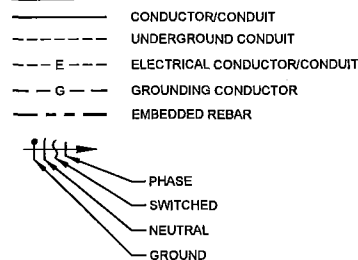 CONDUCTOR/CONDUIT
UNDERGROUND CONDUIT
E ELECTRICAL CONDUCTOR/CONDUIT
G GROUNDING CONDUCTOR
EMBEDDED REBAR
PHASE
SWITCHED
NEUTRAL
GROUND